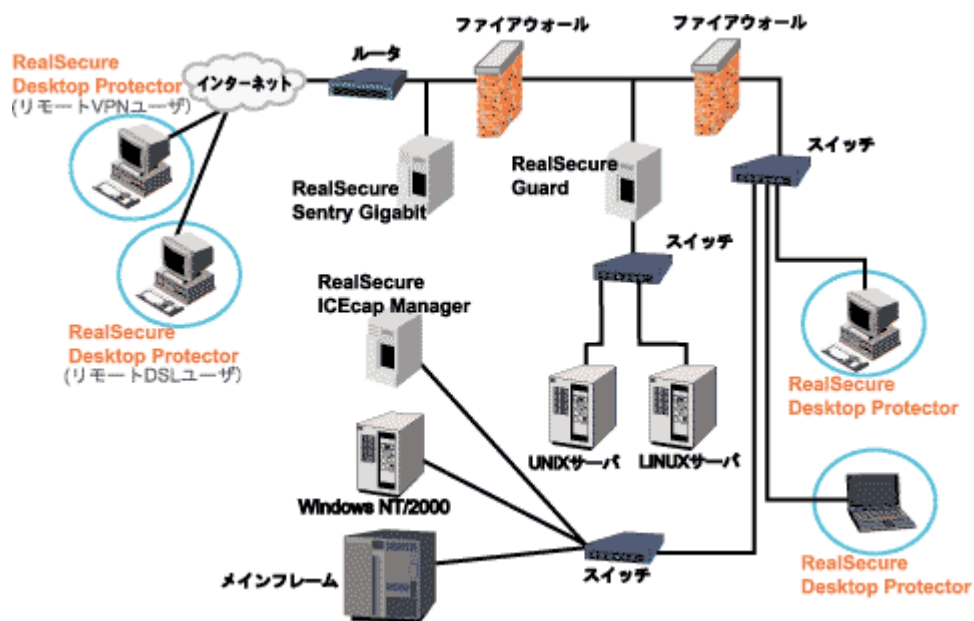 ファイアウォール
ファイアウォール
ルータ
RealSecure
Desktop Protector
(リモートVPNユーザ)
インターネット
スイッチ
RealSecure
Sentry Gigabit
RealSecure
Guard
スイッチ
RealSecure
ICEcap Manager
RealSecure
Desktop Protector
(リモートDSLユーザ)
RealSecure
Desktop Protector
UNIXサーバ
LINUXサーバ
Windows NT/2000
メインフレーム
スイッチ
RealSecure
Desktop Protector